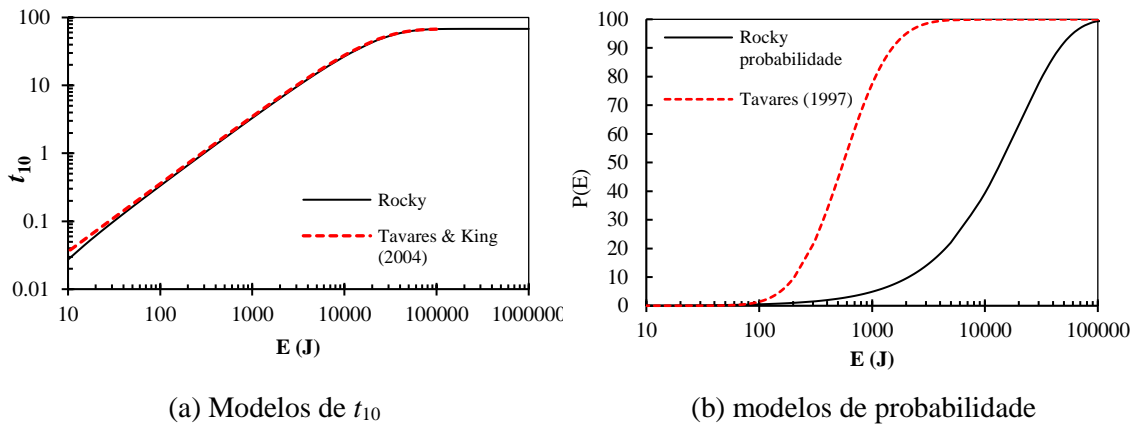 100
10
1
0.1
0.01
t10
10 100 1000 10000 100000 1000000
E (J)
Rocky
Tavares & King
(2004)
100
90
80
70
60
50
40
30
20
10
0
P(E)
10 100 1000 10000 100000
E (J)
Rocky
probabilidade
Tavares (1997)
(a) Modelos de t10
(b) modelos de probabilidade